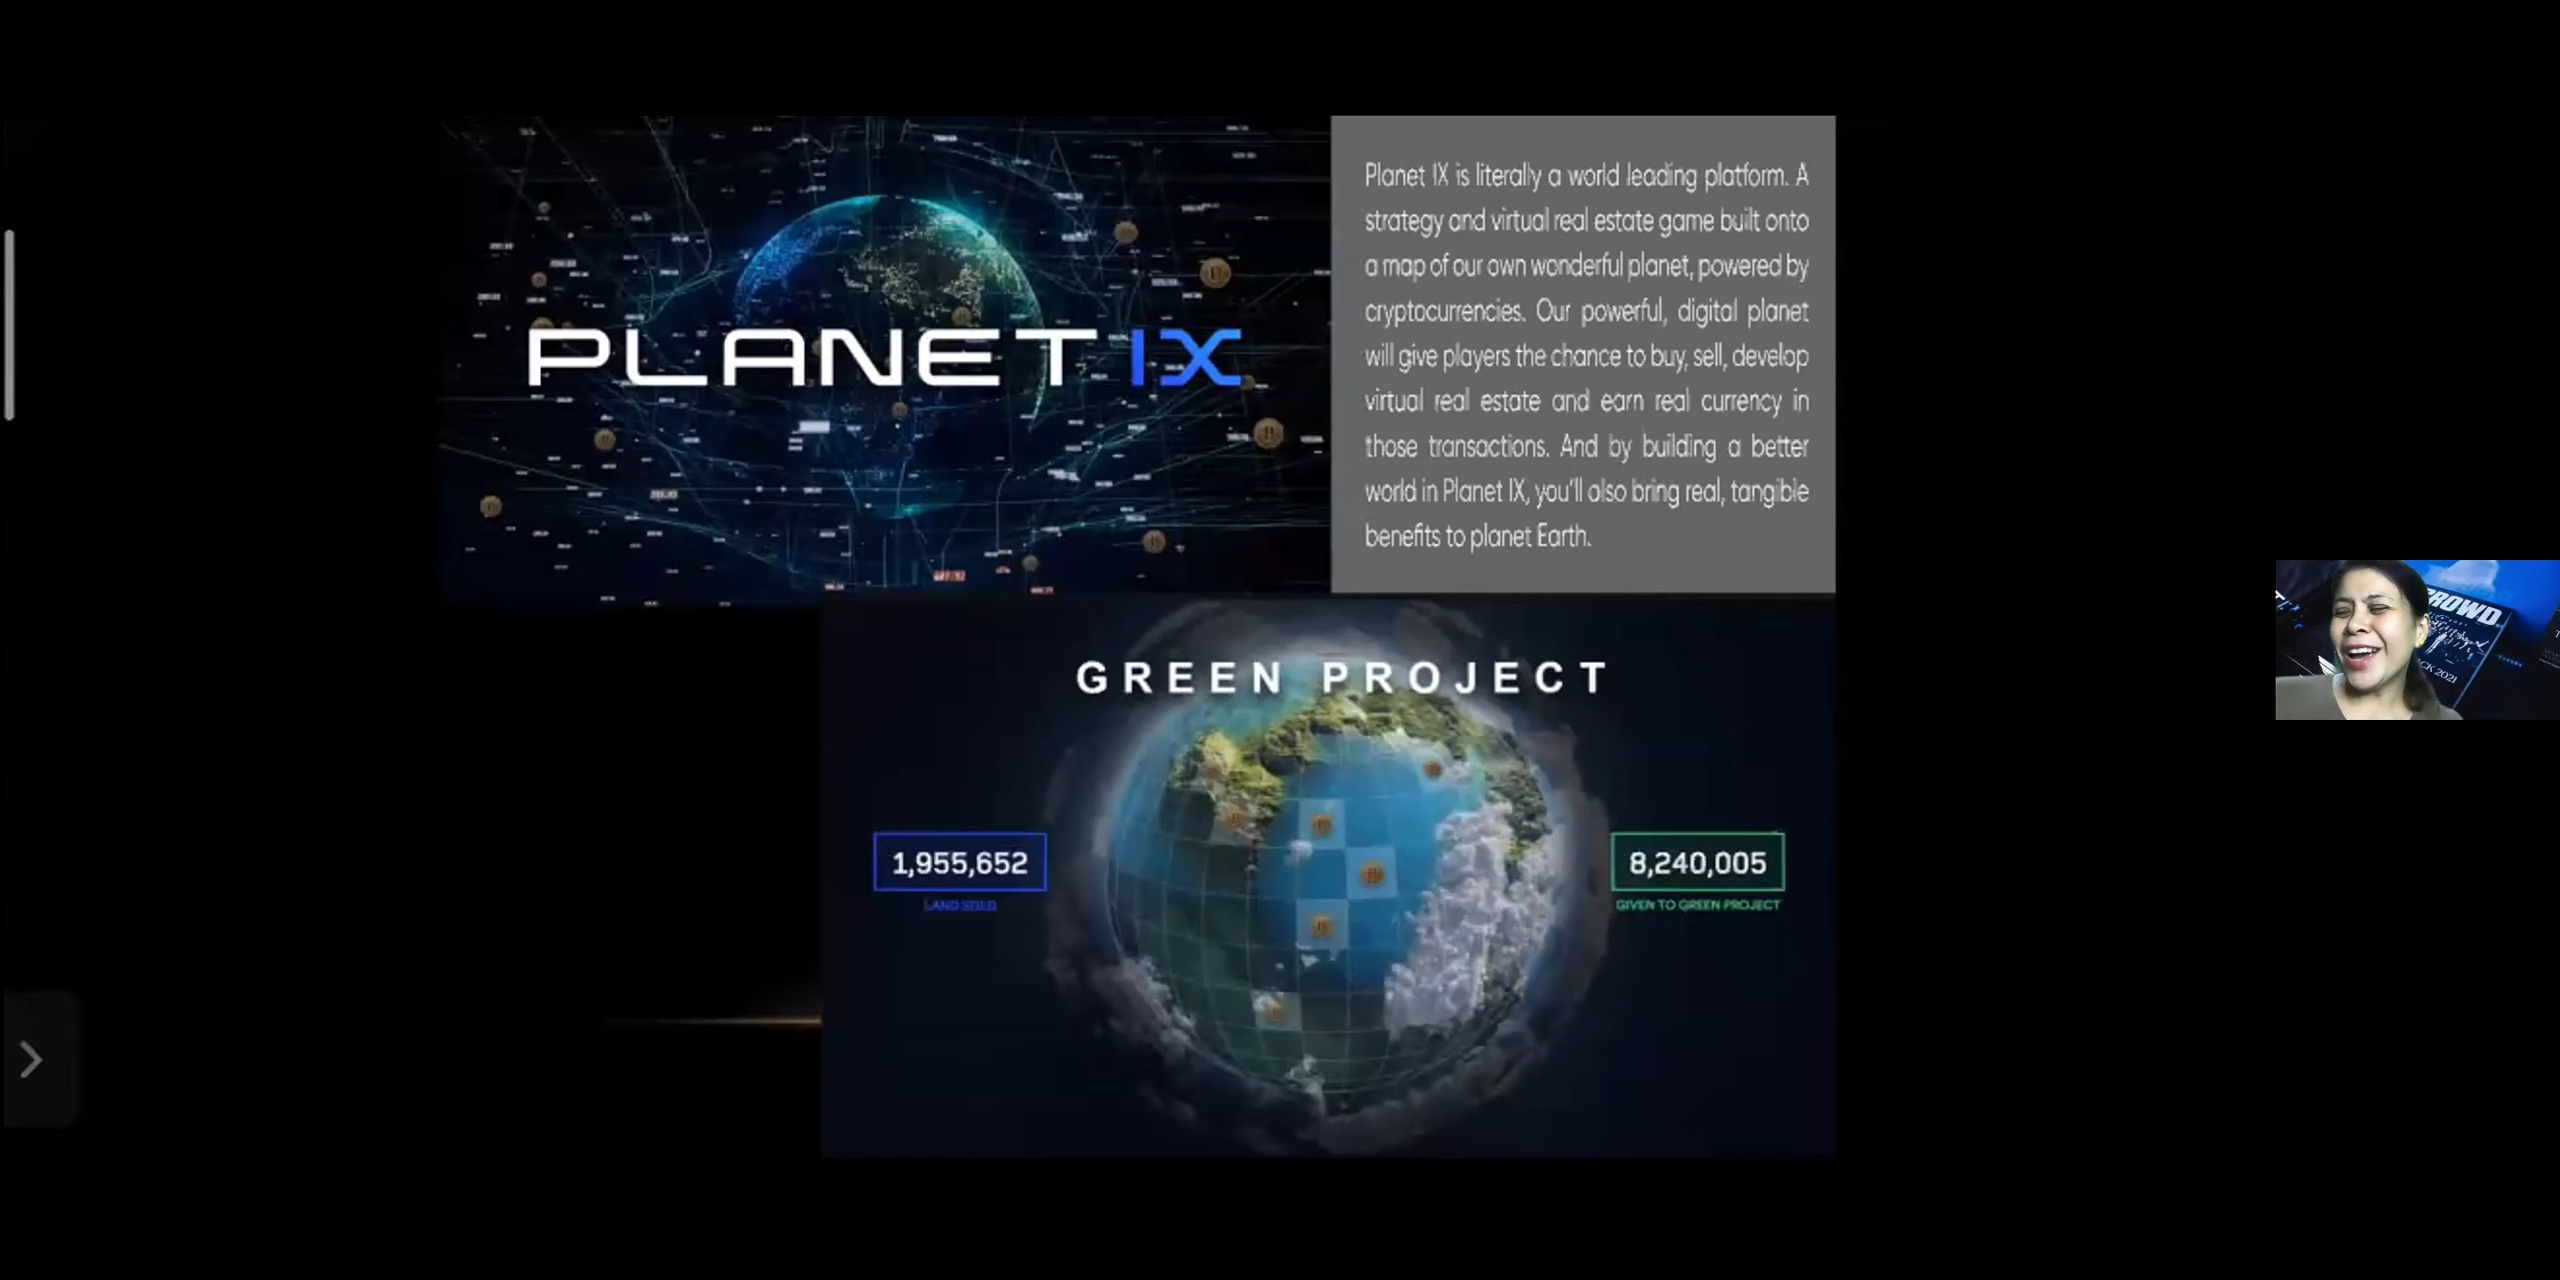 PLANET IX
Planet IX is literally a world leading platform. A
strategy and virtual real estate game built onto
a map of our own wonderful planet, powered by
cryptocurrencies. Our powerful, digital planet
will give players the chance to buy, sell, develop
virtual real estate and earn real currency in
those transactions. And by building a better
world in Planet IX, you'll also bring real, tangible
benefits to planet Earth.
GREEN PROJECT
1,955,652
LAND SOLD
8,240,005
GIVEN TO GREEN PROJECT
CROWD
2021